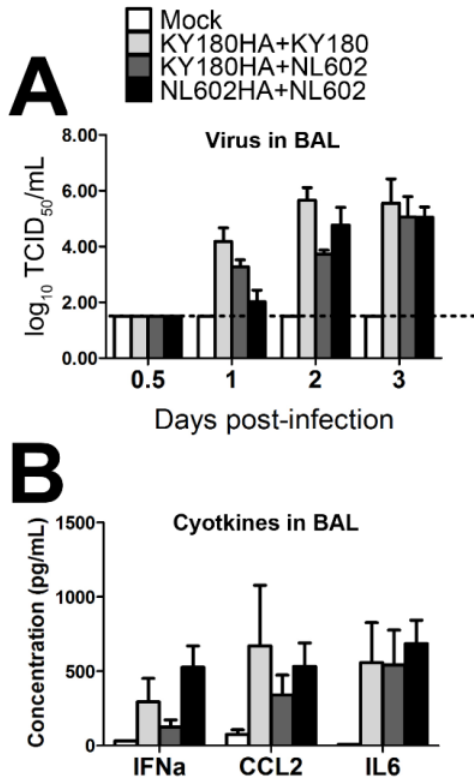 Mock
KY180HA+KY180
KY180HA+NL602
NL602HA+NL602
A
Virus in BAL
log10 TCID50/mL
8.00
6.00
4.00
2.00
0.00
0.5 1 2 3
Days post-infection
B
Cyotkines in BAL
Concentration (pg/mL)
1500
1000
500
0
IFNa CCL2 IL6